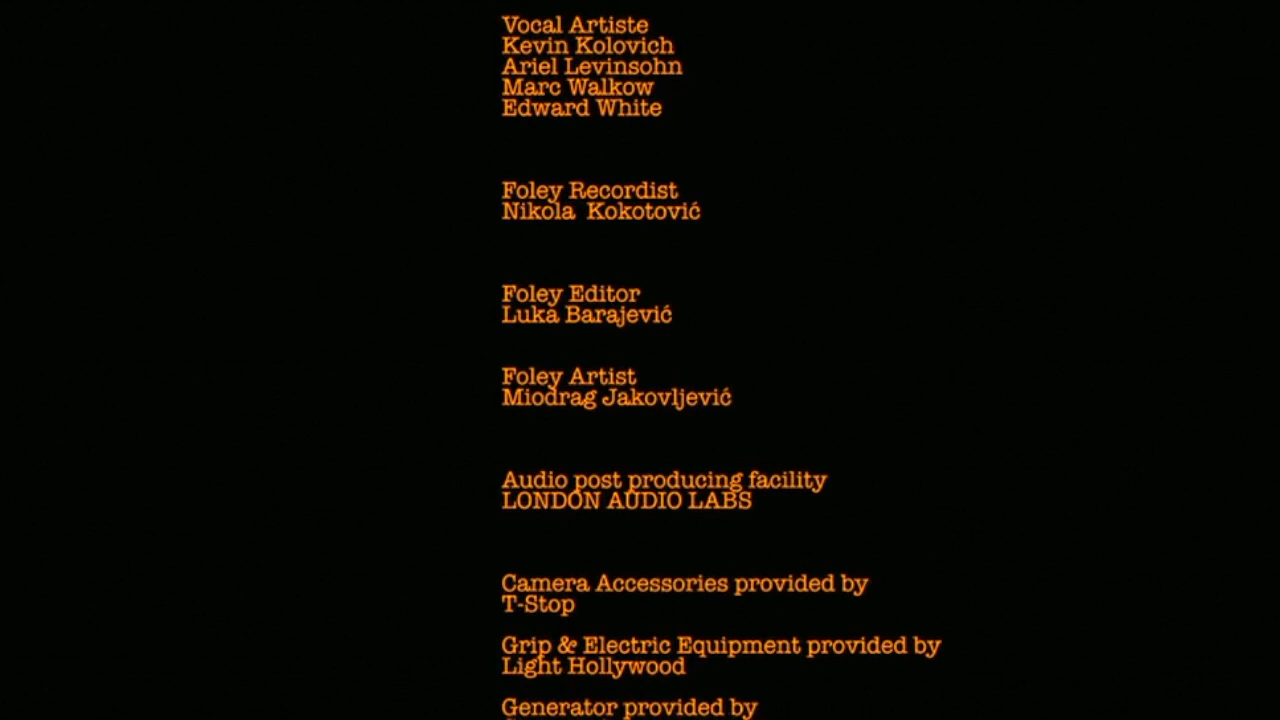 Vocal Artiste
Kevin Kolovich
Ariel Levinsohn
Marc Walkow
Edward White
Foley Recordist
Nikola Kokotović
Foley Editor
Luka Barajević
Foley Artist
Miodrag Jakovljević
Audio post producing facility
LONDON AUDIO LABS
Camera Accessories provided by
T-Stop
Grip & Electric Equipment provided by
Light Hollywood
Generator provided by